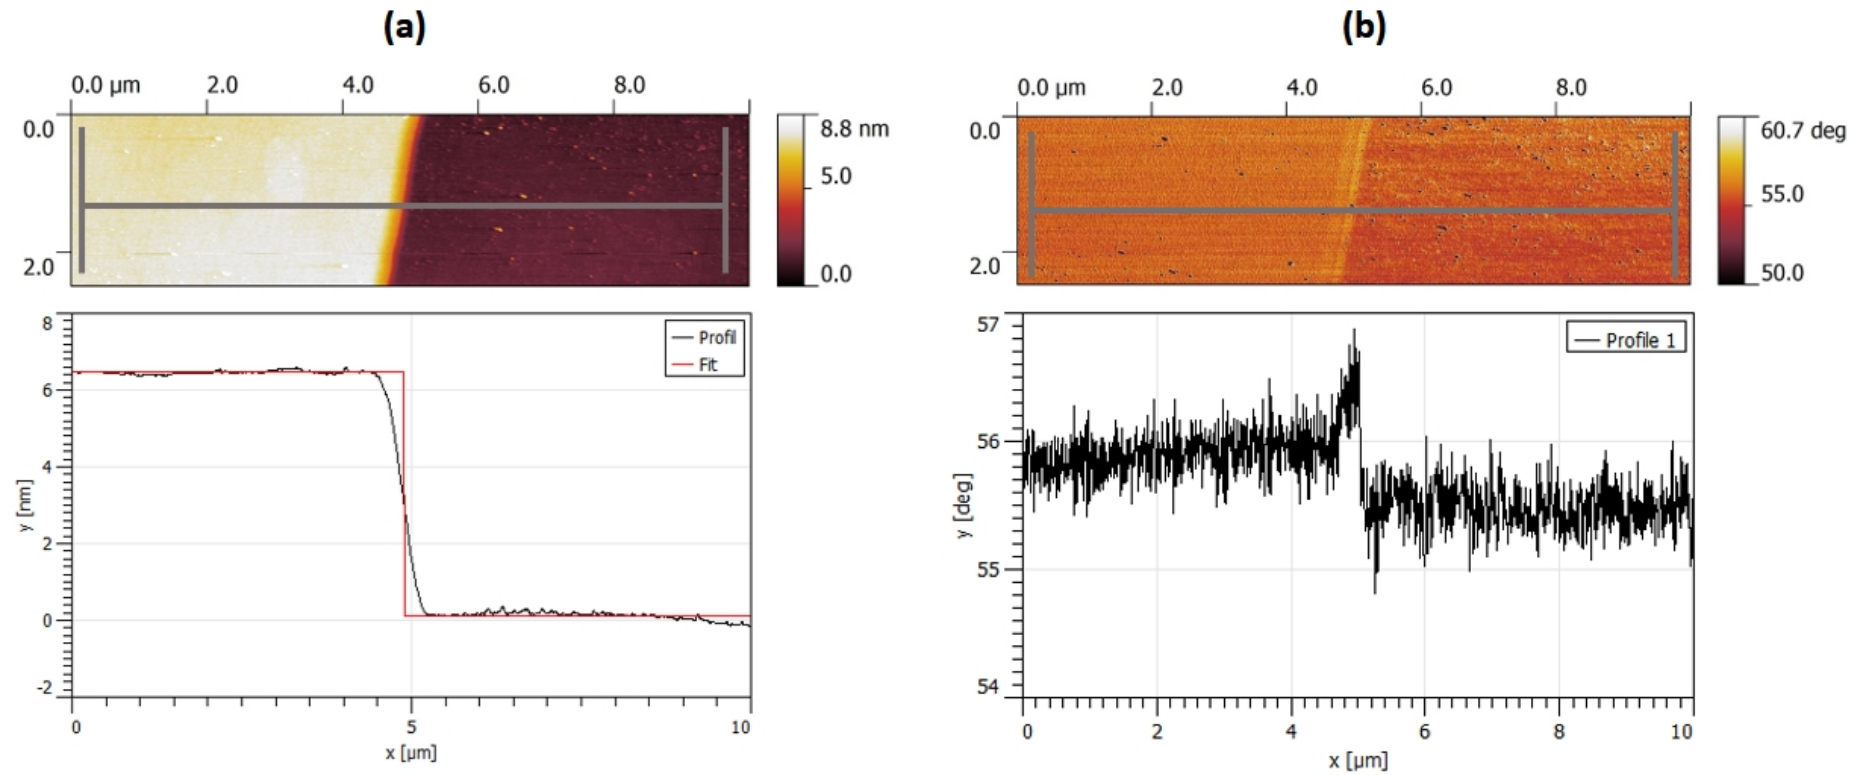 (a)
0.0 µm 2.0 4.0 6.0 8.0
0.0
2.0
8.8 nm
5.0
0.0
8
6
4
2
0
-2
y [nm]
Profil
Fit
0 5 10
x [µm]
(b)
0.0 µm 2.0 4.0 6.0 8.0
0.0
2.0
60.7 deg
55.0
50.0
57
56
55
54
y [deg]
Profile 1
0 2 4 6 8 10
x [µm]